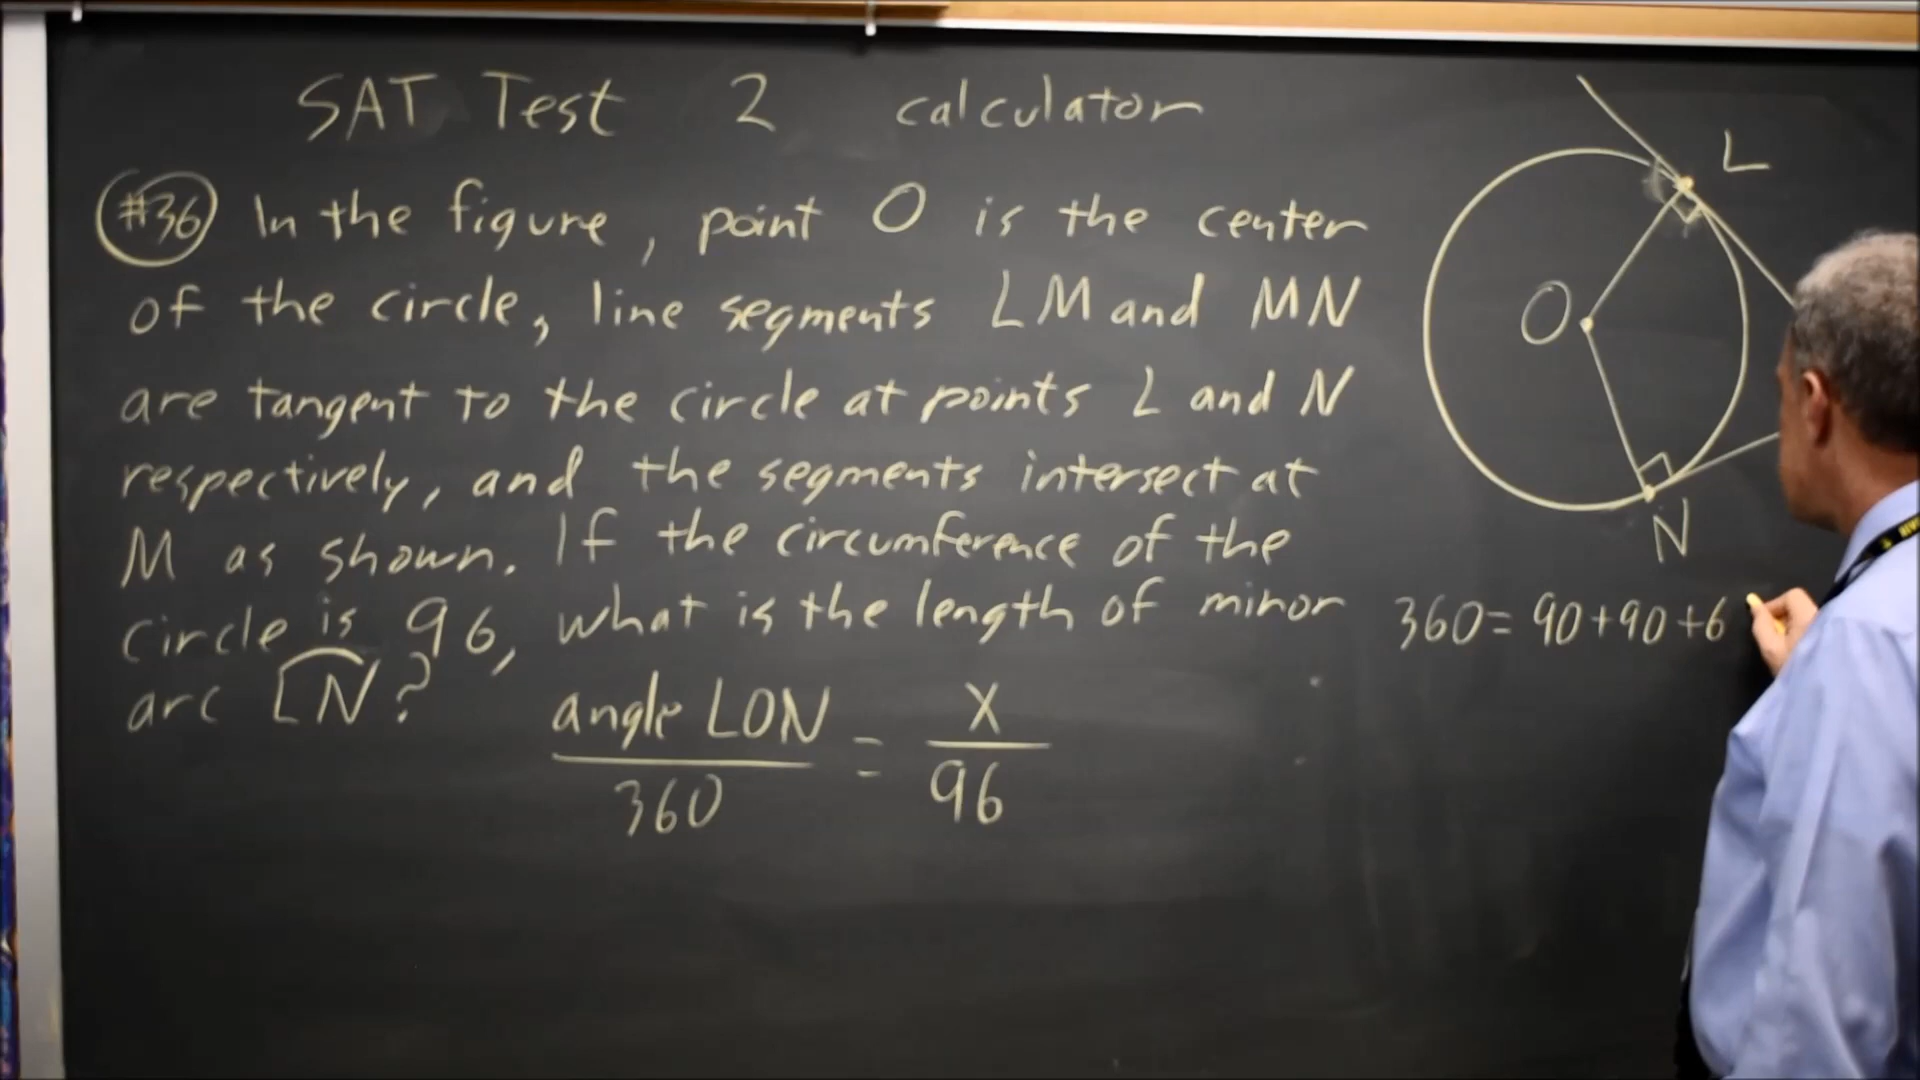 SAT Test 2 calculator
#36 In the figure, point O is the center
of the circle, line segments LM and MN
are tangent to the circle at points L and N
respectively, and the segments intersect at
M as shown. If the circumference of the
circle is 96, what is the length of minor
arc LN?
angle LON / 360 = X / 96
L
O
N
360 = 90 + 90 + 6